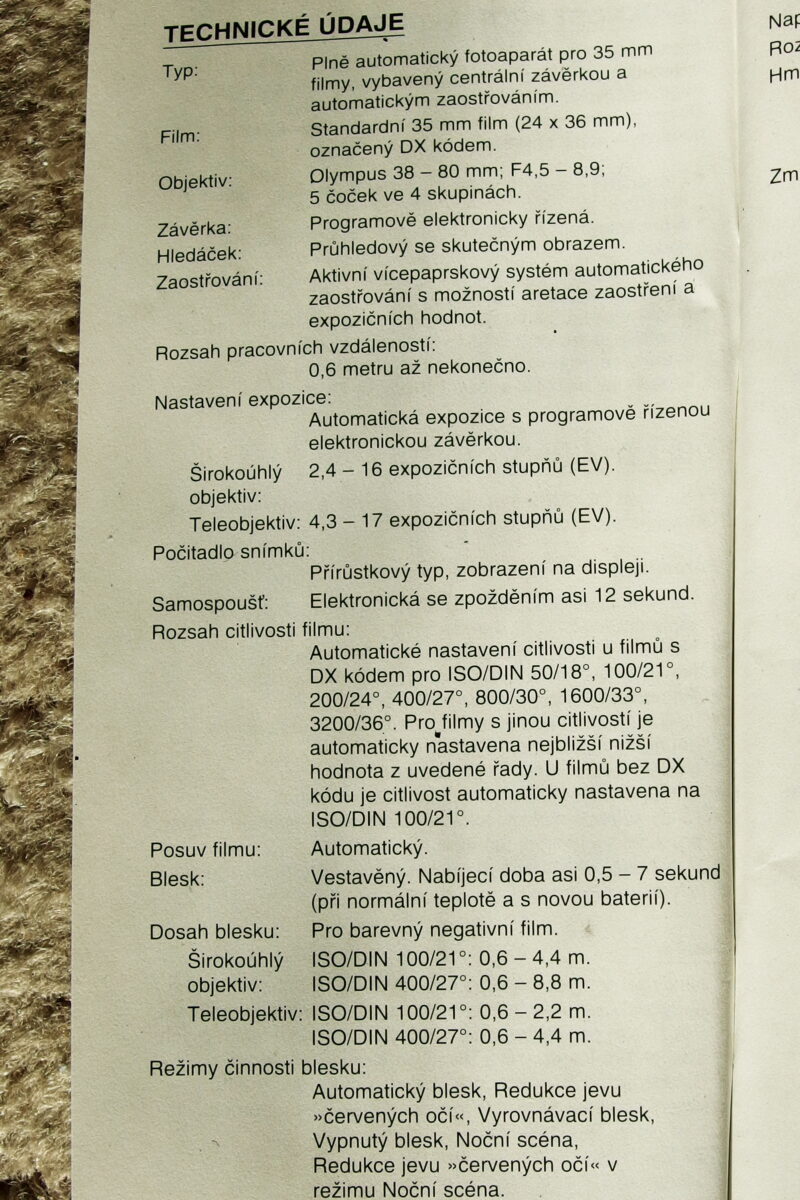 TECHNICKÉ ÚDAJE
Typ: Plně automatický fotoaparát pro 35 mm
filmy, vybavený centrální závěrkou a
automatickým zaostřováním.
Film: Standardní 35 mm film (24 x 36 mm),
označený DX kódem.
Objektiv: Olympus 38 – 80 mm; F4,5 – 8,9;
5 čoček ve 4 skupinách.
Závěrka: Programově elektronicky řízená.
Hledáček: Průhledový se skutečným obrazem.
Zaostřování: Aktivní vícepaprskový systém automatického
zaostřování s možností aretace zaostření a
expozičních hodnot.
Rozsah pracovních vzdáleností:
0,6 metru až nekonečno.
Nastavení expozice:
Automatická expozice s programově řízenou
elektronickou závěrkou.
Širokoúhlý 2,4 – 16 expozičních stupňů (EV).
objektiv:
Teleobjektiv: 4,3 – 17 expozičních stupňů (EV).
Počitadlo snímků:
Přírůstkový typ, zobrazení na displeji.
Samospoušť: Elektronická se zpožděním asi 12 sekund.
Rozsah citlivosti filmu:
Automatické nastavení citlivosti u filmů s
DX kódem pro ISO/DIN 50/18°, 100/21°,
200/24°, 400/27°, 800/30°, 1600/33°,
3200/36°. Pro filmy s jinou citlivostí je
automaticky nastavena nejbližší nižší
hodnota z uvedené řady. U filmů bez DX
kódu je citlivost automaticky nastavena na
ISO/DIN 100/21°.
Posuv filmu: Automatický.
Blesk: Vestavěný. Nabíjecí doba asi 0,5 – 7 sekund
(při normální teplotě a s novou baterií).
Dosah blesku: Pro barevný negativní film.
Širokoúhlý ISO/DIN 100/21°: 0,6 – 4,4 m.
objektiv: ISO/DIN 400/27°: 0,6 – 8,8 m.
Teleobjektiv: ISO/DIN 100/21°: 0,6 – 2,2 m.
ISO/DIN 400/27°: 0,6 – 4,4 m.
Režimy činnosti blesku:
Automatický blesk, Redukce jevu
»červených očí«, Vyrovnávací blesk,
Vypnutý blesk, Noční scéna,
Redukce jevu »červených očí« v
režimu Noční scéna.